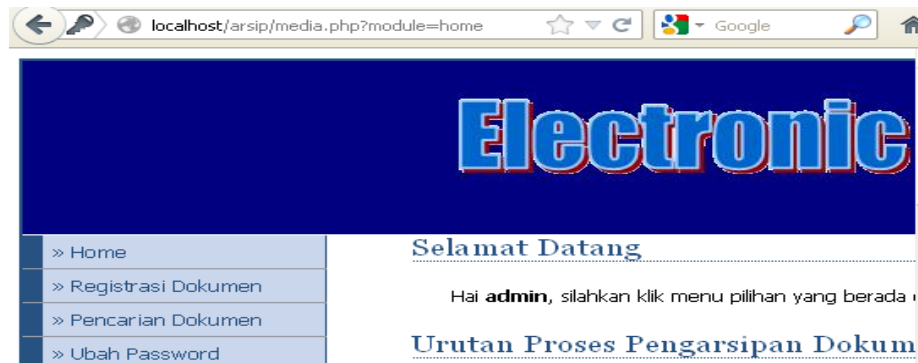 localhost/arsip/media.php?module=home
Google
Electronic
» Home
» Registrasi Dokumen
» Pencarian Dokumen
» Ubah Password
Selamat Datang
Hai admin, silahkan klik menu pilihan yang berada
Urutan Proses Pengarsipan Dokum